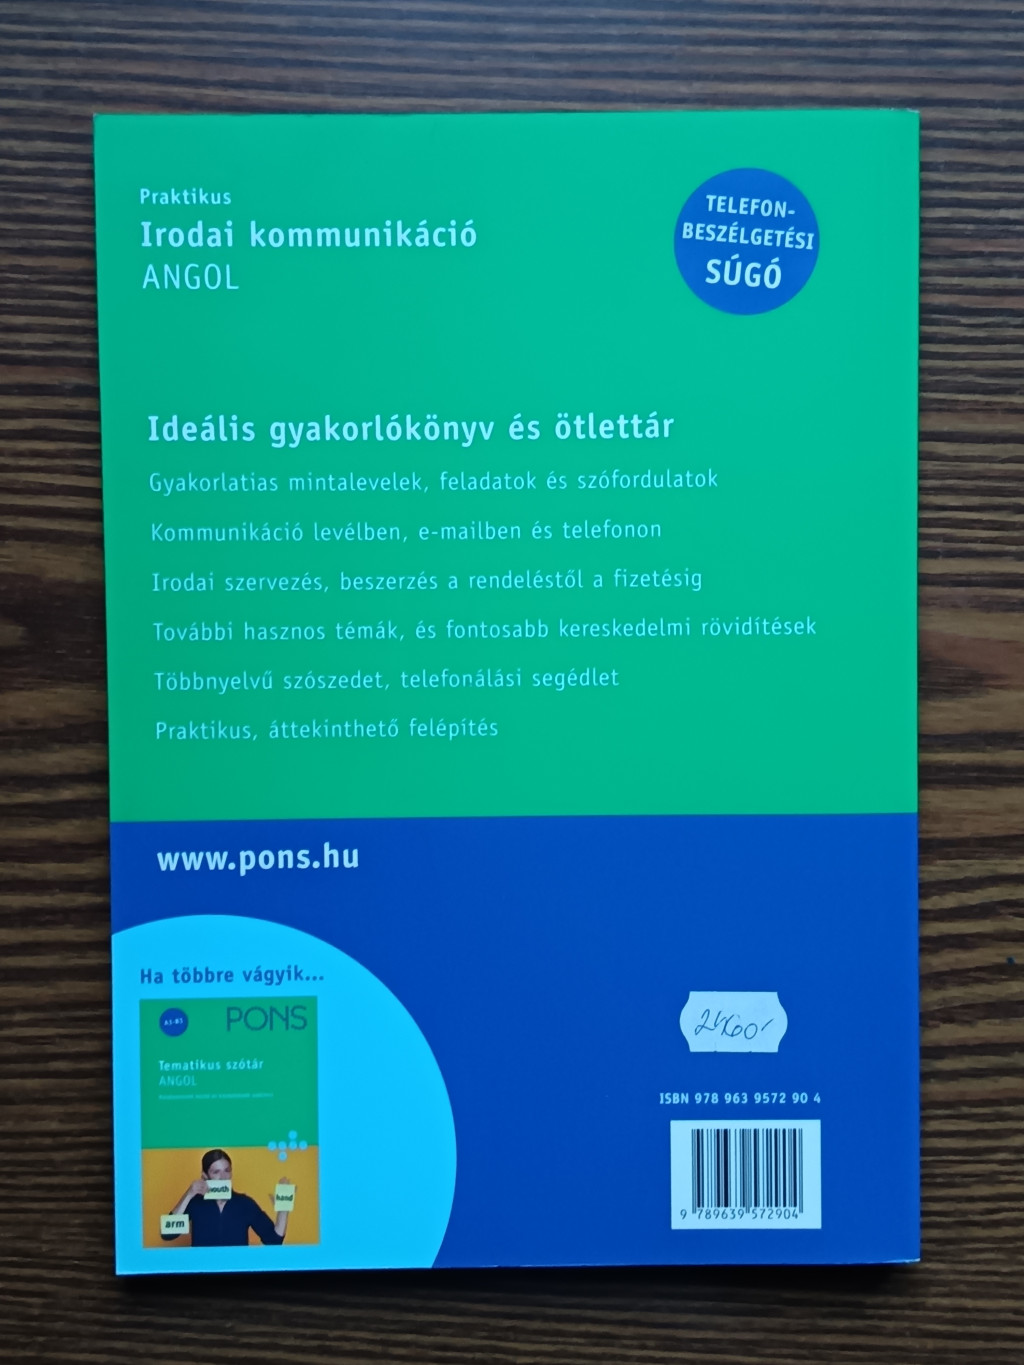 Praktikus
Irodai kommunikáció
ANGOL
TELEFON-
BESZÉLGETÉSI
SÚGÓ
Ideális gyakorlókönyv és ötlettár
Gyakorlatias mintalevelek, feladatok és szófordulatok
Kommunikáció levélben, e-mailben és telefonon
Irodai szervezés, beszerzés a rendeléstől a fizetésig
További hasznos témák, és fontosabb kereskedelmi rövidítések
Többnyelvű szószedet, telefonálási segédlet
Praktikus, áttekinthető felépítés
www.pons.hu
Ha többre vágyik...
PONS
Tematikus szótár
ANGOL
mouth
hand
arm
ISBN 978 963 9572 90 4
9 789639 572904